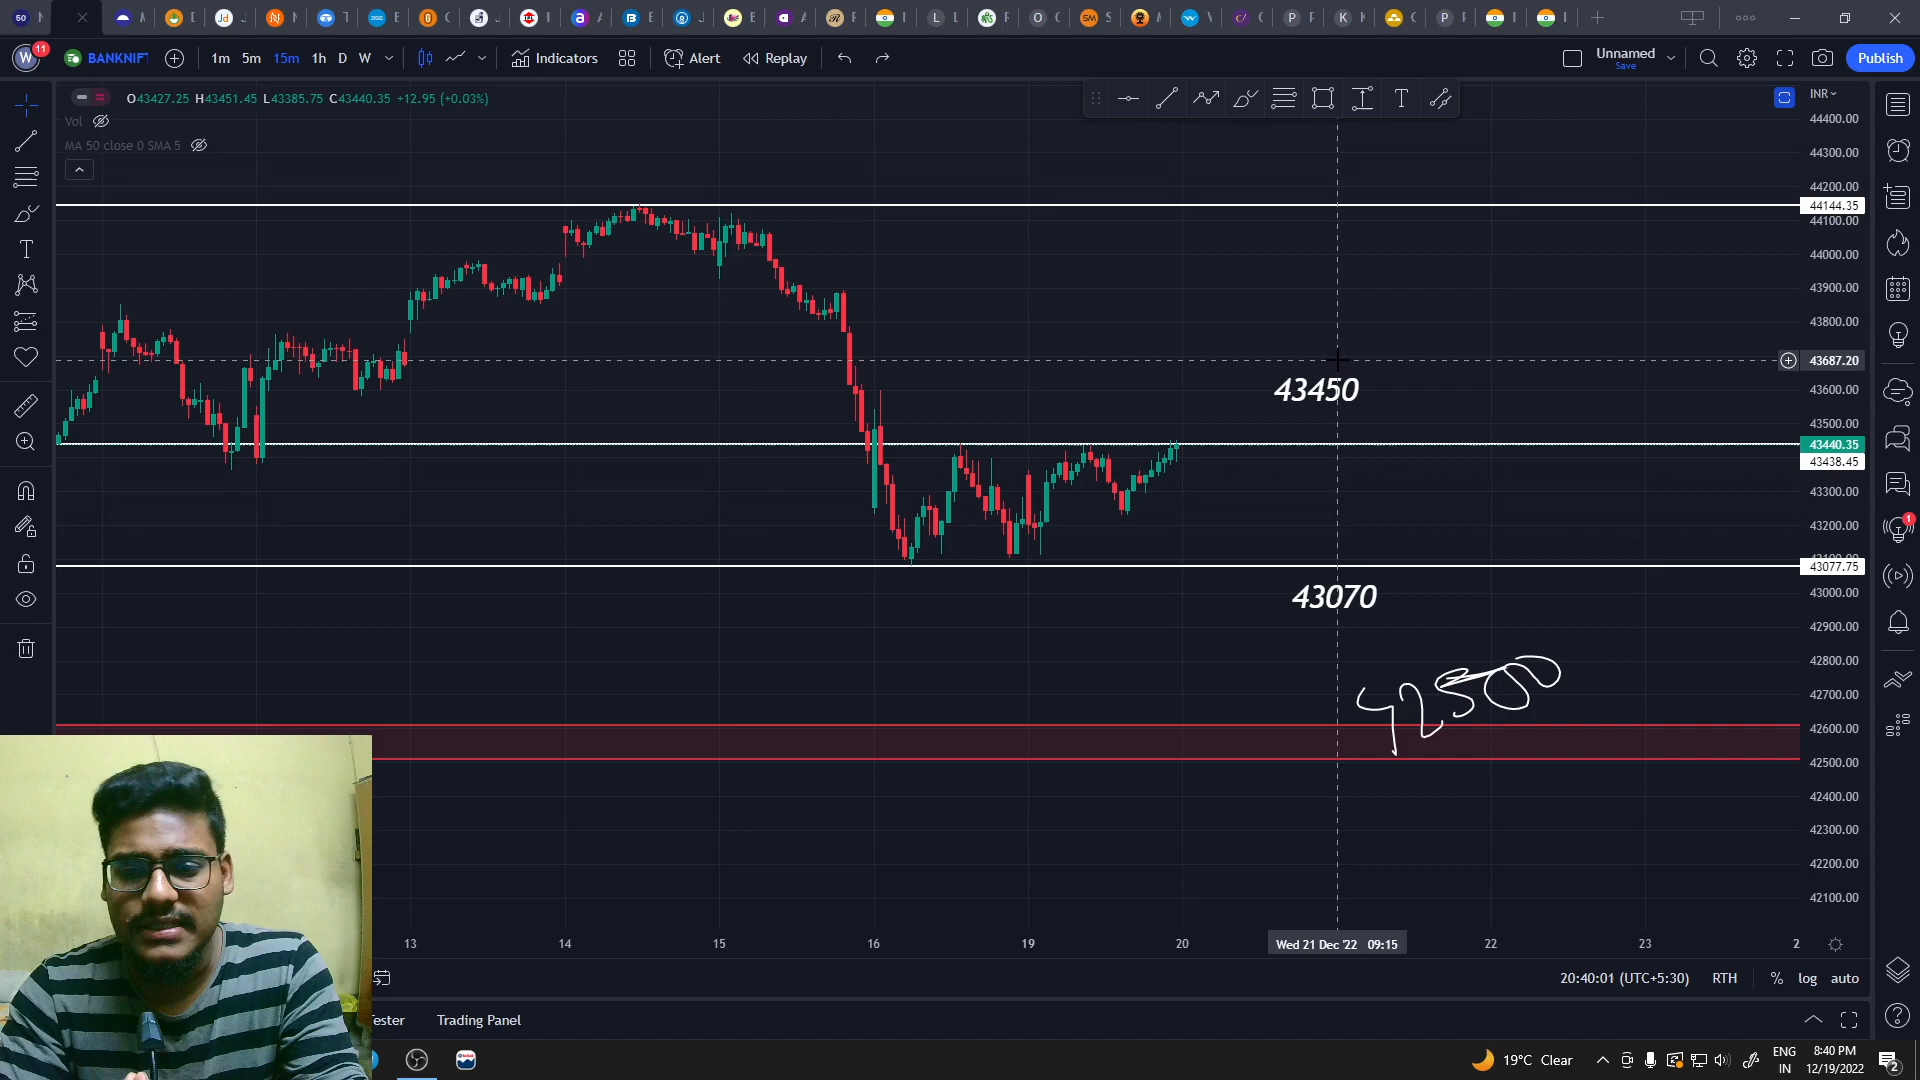 BANKNIF
11
1m 5m 15m 1h D W
Indicators
Alert
Replay
Unnamed
Save
Publish
O43427.25 H43451.45 L43385.75 C43440.35 +12.95 (+0.03%)
Vol
MA 50 close 0 SMA 5
INR
44400.00
44300.00
44200.00
44144.35
44100.00
44000.00
43900.00
43800.00
43687.20
43600.00
43500.00
43440.35
43438.45
43300.00
43200.00
43077.75
43000.00
42900.00
42800.00
42700.00
42600.00
42500.00
42400.00
42300.00
42200.00
42100.00
43450
43070
42500
13 14 15 16 19 20 Wed 21 Dec '22 09:15 22 23 2
20:40:01 (UTC+5:30) RTH % log auto
Tester Trading Panel
19°C Clear
ENG
IN
8:40 PM
12/19/2022
2